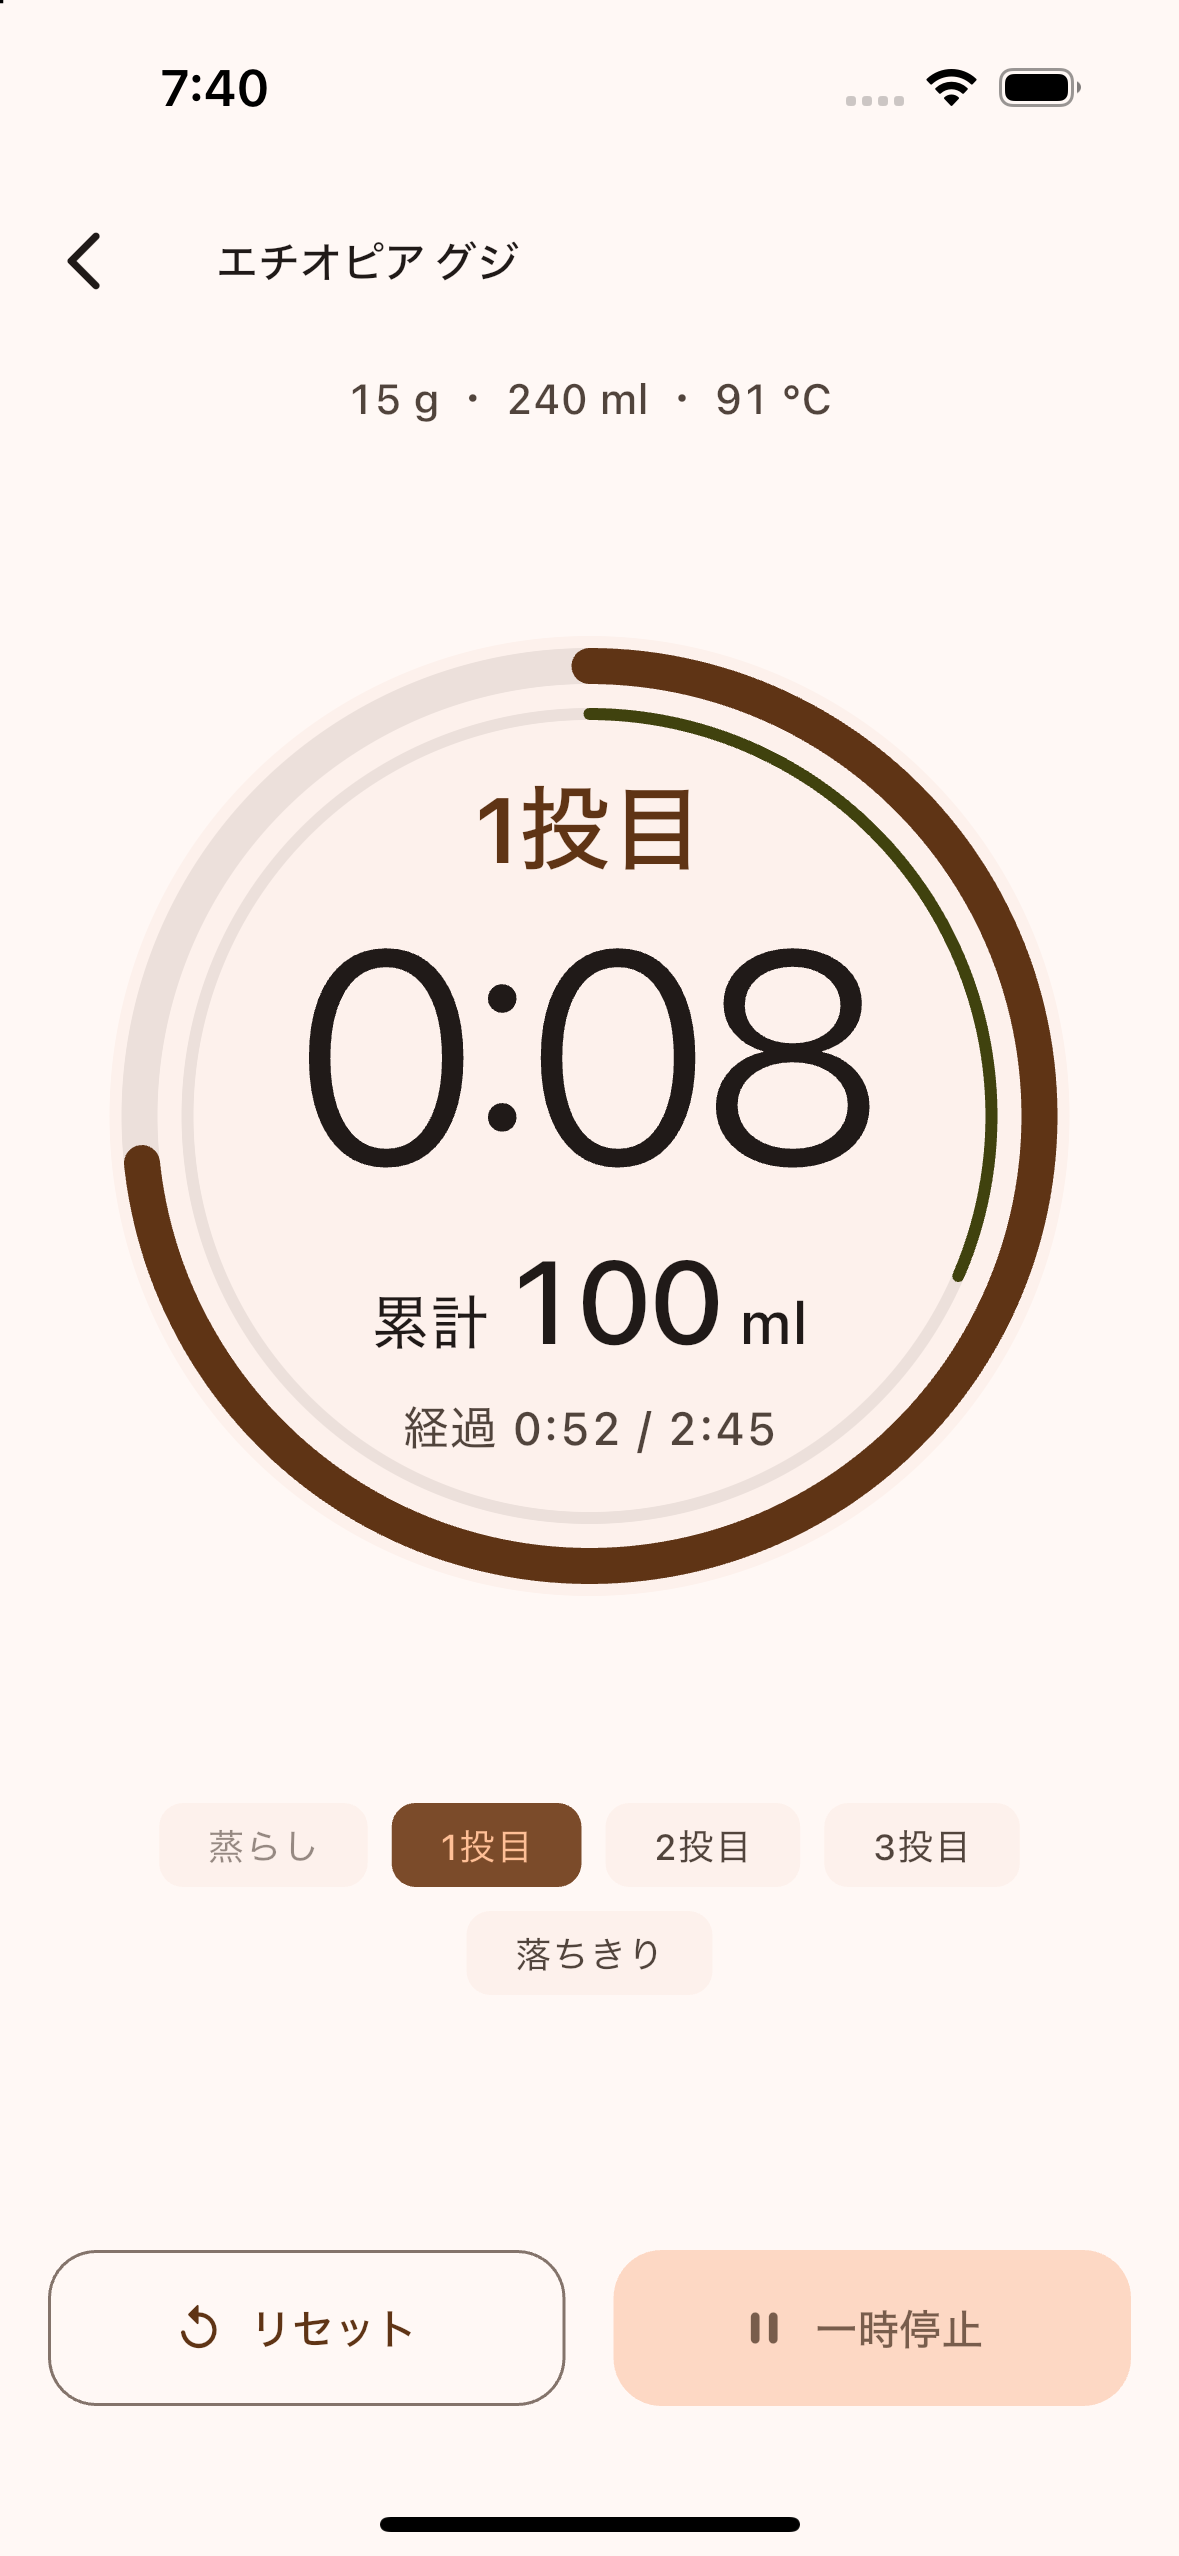 7:40
エチオピア グジ
15 g ・ 240 ml ・ 91 °C
1投目
0:08
累計 100 ml
経過 0:52 / 2:45
蒸らし 1投目 2投目 3投目
落ちきり
リセット 一時停止